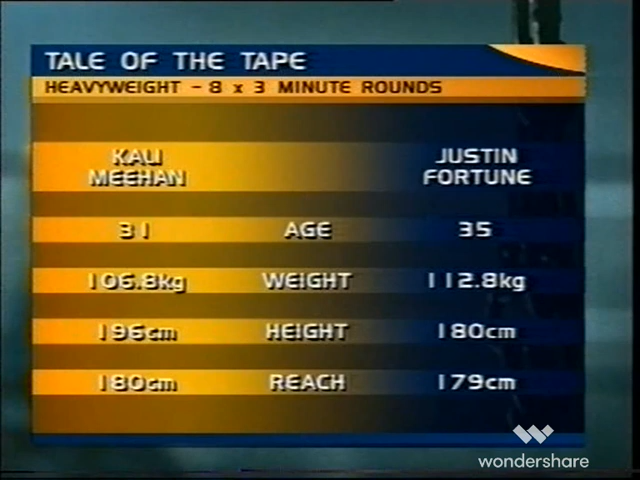 TALE OF THE TAPE
HEAVYWEIGHT - 8 x 3 MINUTE ROUNDS
KALI MEEHAN
JUSTIN FORTUNE
31 AGE 35
106.8kg WEIGHT 112.8kg
196cm HEIGHT 180cm
180cm REACH 179cm
wondershare